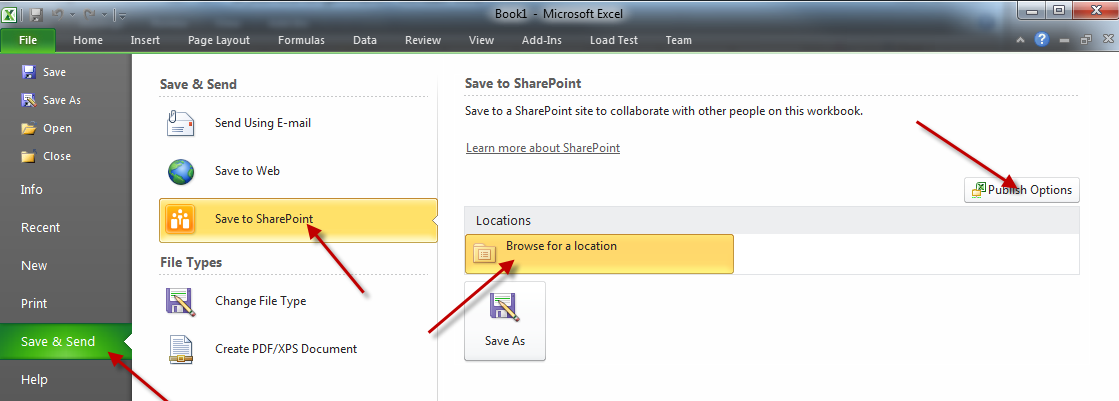 Book1 - Microsoft Excel
File Home Insert Page Layout Formulas Data Review View Add-Ins Load Test Team
Save
Save As
Open
Close
Info
Recent
New
Print
Save & Send
Help
Save & Send
Send Using E-mail
Save to Web
Save to SharePoint
File Types
Change File Type
Create PDF/XPS Document
Save to SharePoint
Save to a SharePoint site to collaborate with other people on this workbook.
Learn more about SharePoint
Publish Options
Locations
Browse for a location
Save As